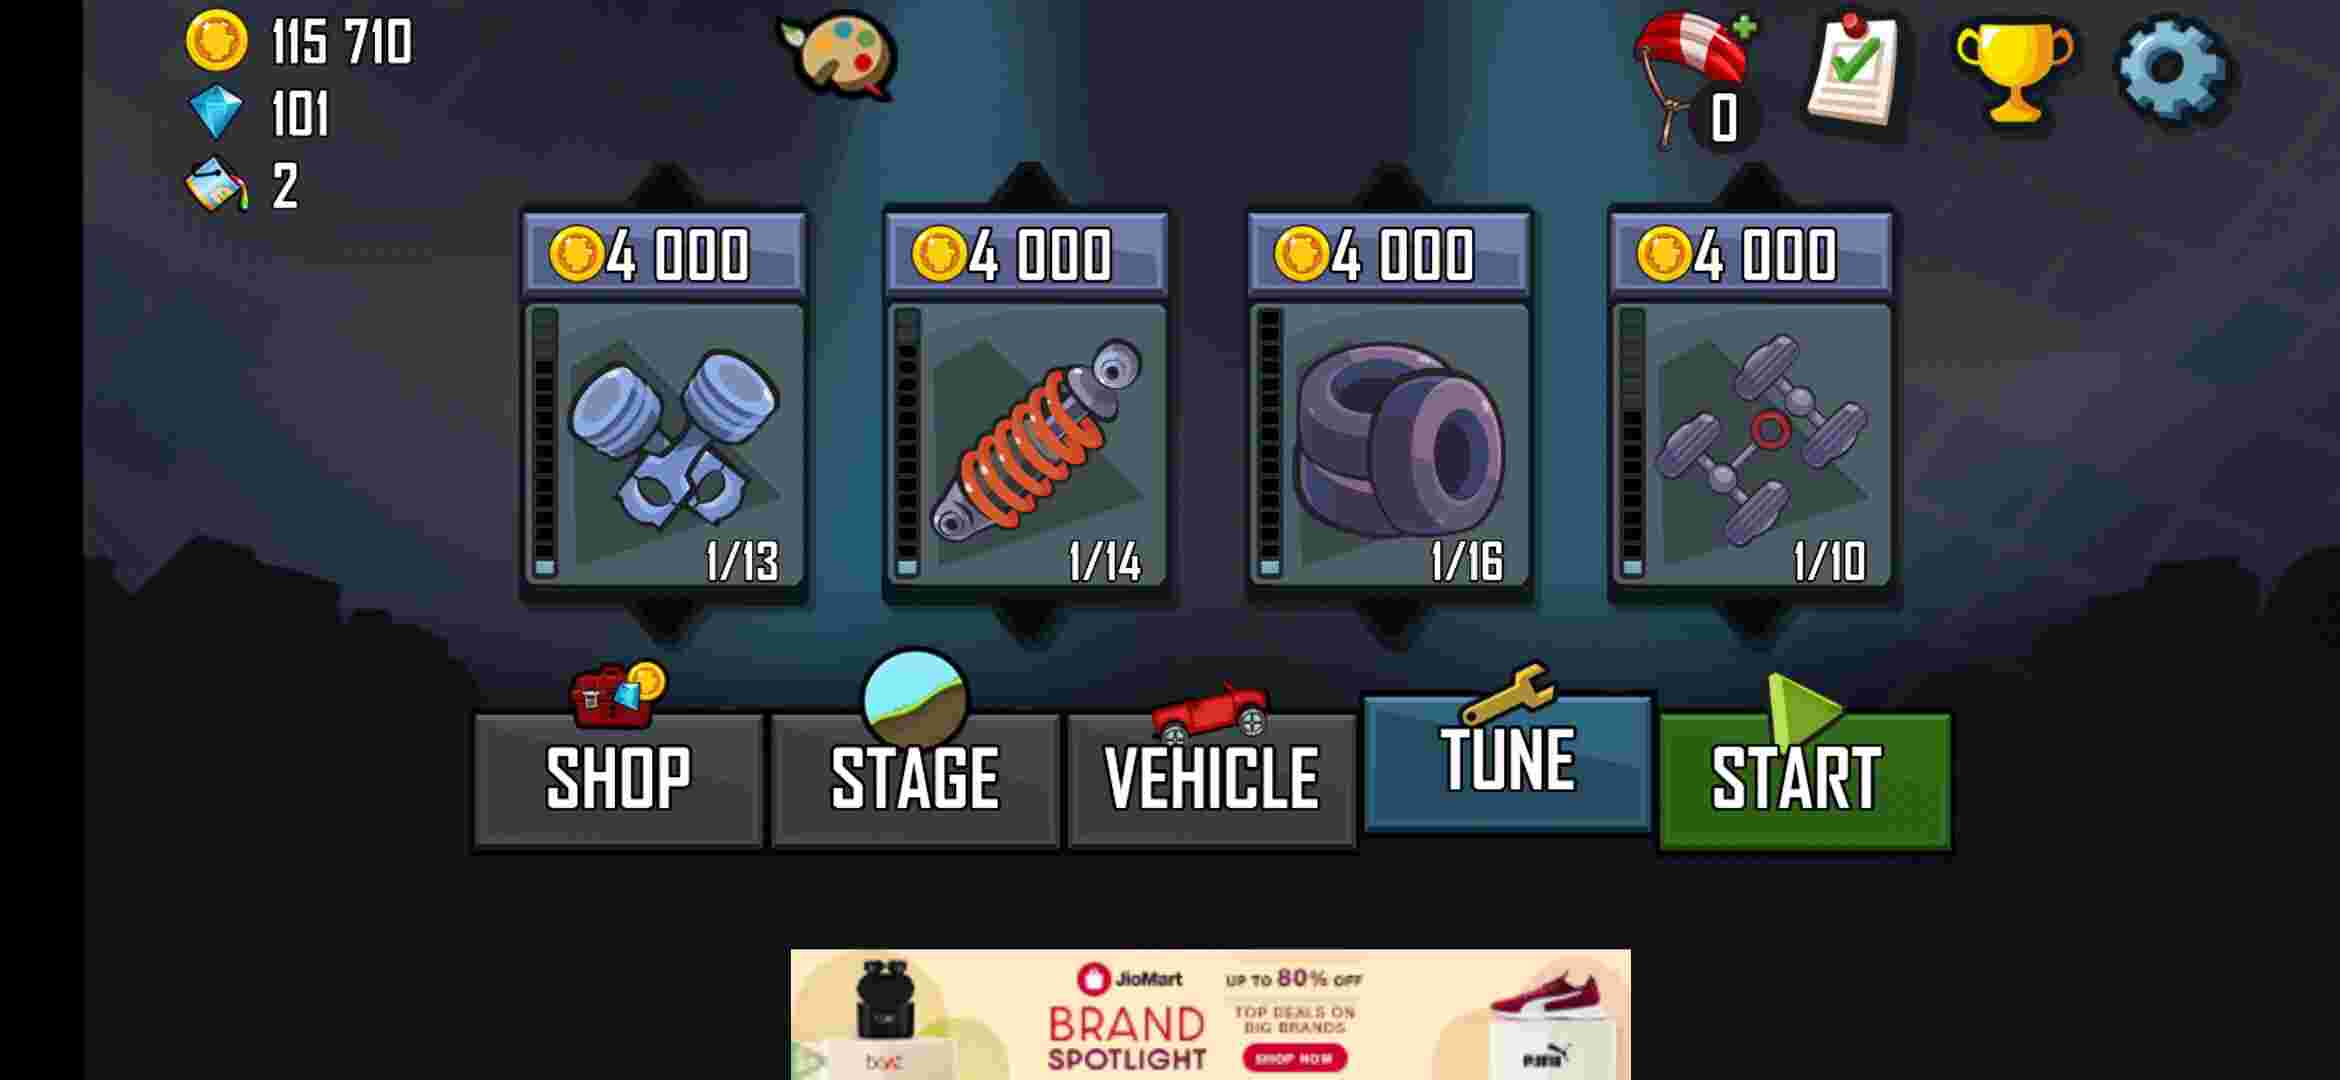 115 710
101
2
0
4 000
4 000
4 000
4 000
1/13
1/14
1/16
1/10
SHOP
STAGE
VEHICLE
TUNE
START
JioMart
BRAND
SPOTLIGHT
UP TO 80% OFF
TOP DEALS ON
BIG BRANDS
SHOP NOW
boAt
PUMA